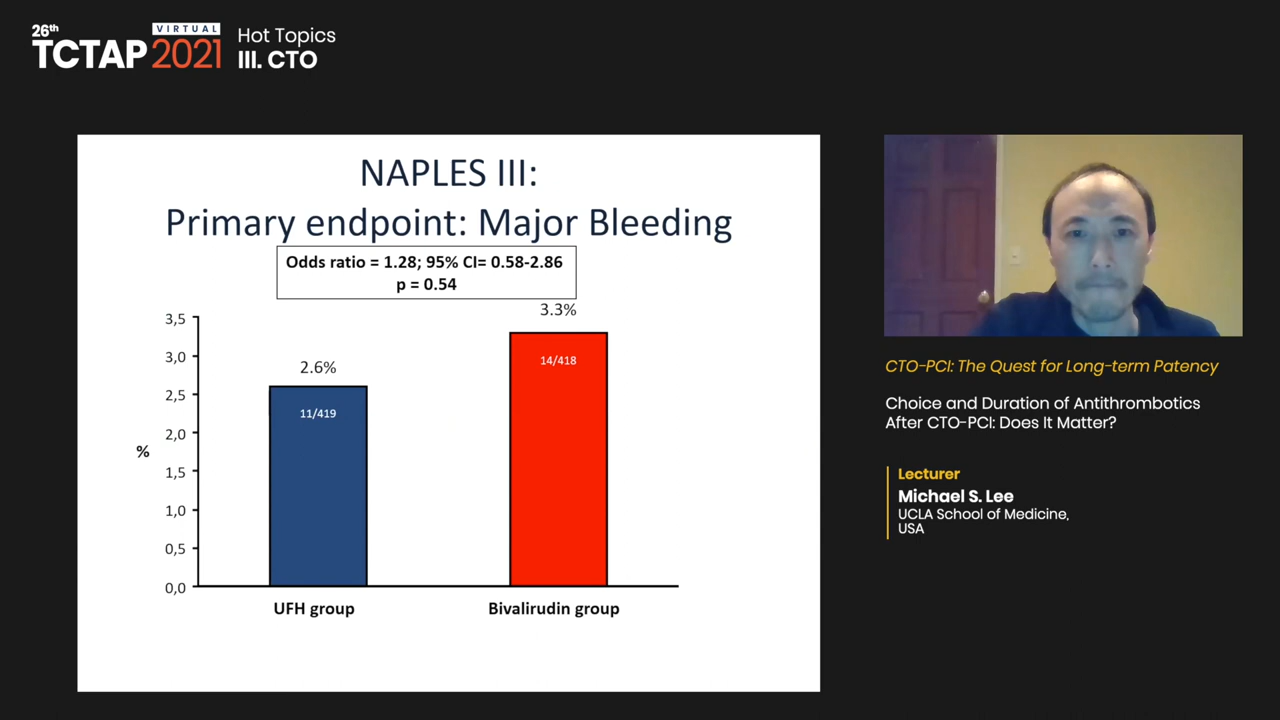 26th
VIRTUAL
TCTAP 2021
Hot Topics
III. CTO
NAPLES III:
Primary endpoint: Major Bleeding
Odds ratio = 1.28; 95% CI= 0.58-2.86
p = 0.54
3.3%
3,5
3,0
2,5
2,0
1,5
1,0
0,5
0,0
%
2.6%
14/418
11/419
UFH group
Bivalirudin group
CTO-PCI: The Quest for Long-term Patency
Choice and Duration of Antithrombotics
After CTO-PCI: Does It Matter?
Lecturer
Michael S. Lee
UCLA School of Medicine,
USA